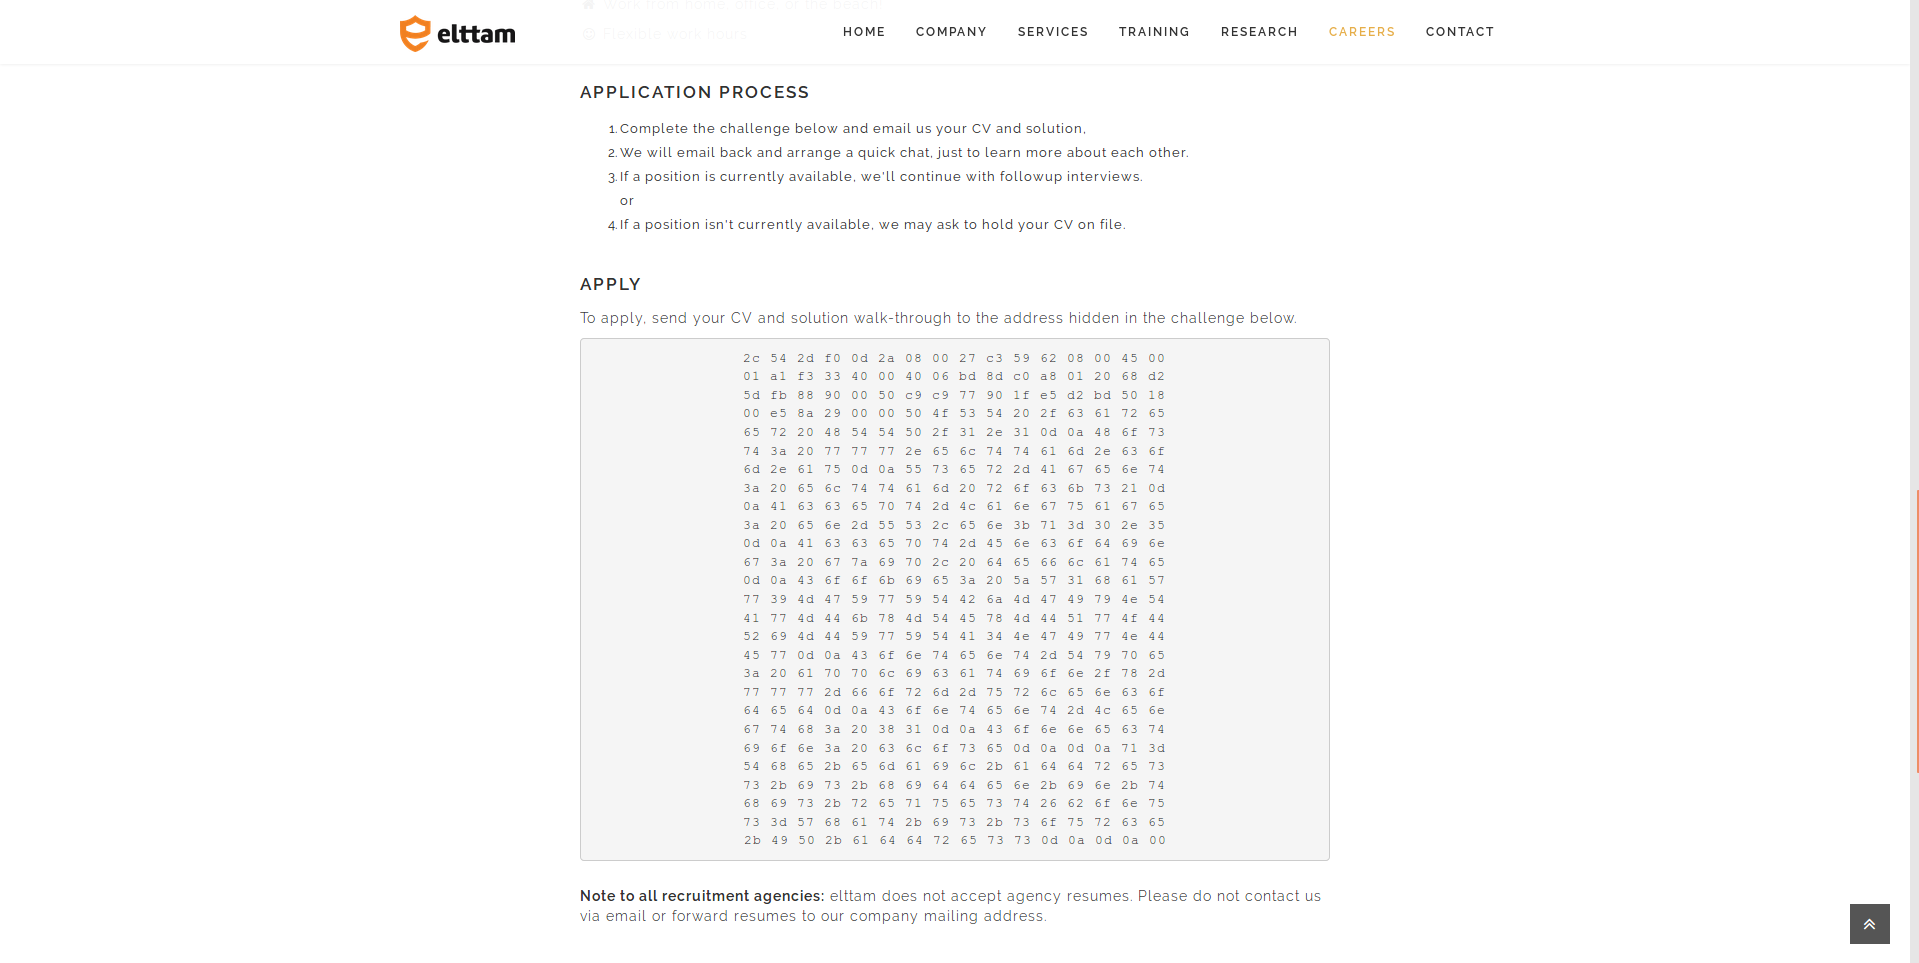 Work from home, office, or the beach!
Flexible work hours
elttam
HOME COMPANY SERVICES TRAINING RESEARCH CAREERS CONTACT
APPLICATION PROCESS
1. Complete the challenge below and email us your CV and solution,
2. We will email back and arrange a quick chat, just to learn more about each other.
3. If a position is currently available, we'll continue with followup interviews.
or
4. If a position isn't currently available, we may ask to hold your CV on file.
APPLY
To apply, send your CV and solution walk-through to the address hidden in the challenge below.
2c 54 2d f0 0d 2a 08 00 27 c3 59 62 08 00 45 00
01 a1 f3 33 40 00 40 06 bd 8d c0 a8 01 20 68 d2
5d fb 88 90 00 50 c9 c9 77 90 1f e5 d2 bd 50 18
00 e5 8a 29 00 00 50 4f 53 54 20 2f 63 61 72 65
65 72 20 48 54 54 50 2f 31 2e 31 0d 0a 48 6f 73
74 3a 20 77 77 77 2e 65 6c 74 74 61 6d 2e 63 6f
6d 2e 61 75 0d 0a 55 73 65 72 2d 41 67 65 6e 74
3a 20 65 6c 74 74 61 6d 20 72 6f 63 6b 73 21 0d
0a 41 63 63 65 70 74 2d 4c 61 6e 67 75 61 67 65
3a 20 65 6e 2d 55 53 2c 65 6e 3b 71 3d 30 2e 35
0d 0a 41 63 63 65 70 74 2d 45 6e 63 6f 64 69 6e
67 3a 20 67 7a 69 70 2c 20 64 65 66 6c 61 74 65
0d 0a 43 6f 6f 6b 69 65 3a 20 5a 57 31 68 61 57
77 39 4d 47 59 77 59 54 42 6a 4d 47 49 79 4e 54
41 77 4d 44 6b 78 4d 54 45 78 4d 44 51 77 4f 44
52 69 4d 44 59 77 59 54 41 34 4e 47 49 77 4e 44
45 77 0d 0a 43 6f 6e 74 65 6e 74 2d 54 79 70 65
3a 20 61 70 70 6c 69 63 61 74 69 6f 6e 2f 78 2d
77 77 77 2d 66 6f 72 6d 2d 75 72 6c 65 6e 63 6f
64 65 64 0d 0a 43 6f 6e 74 65 6e 74 2d 4c 65 6e
67 74 68 3a 20 38 31 0d 0a 43 6f 6e 6e 65 63 74
69 6f 6e 3a 20 63 6c 6f 73 65 0d 0a 0d 0a 71 3d
54 68 65 2b 65 6d 61 69 6c 2b 61 64 64 72 65 73
73 2b 69 73 2b 68 69 64 64 65 6e 2b 69 6e 2b 74
68 69 73 2b 72 65 71 75 65 73 74 26 62 6f 6e 75
73 3d 57 68 61 74 2b 69 73 2b 73 6f 75 72 63 65
2b 49 50 2b 61 64 64 72 65 73 73 0d 0a 0d 0a 00
Note to all recruitment agencies: elttam does not accept agency resumes. Please do not contact us
via email or forward resumes to our company mailing address.